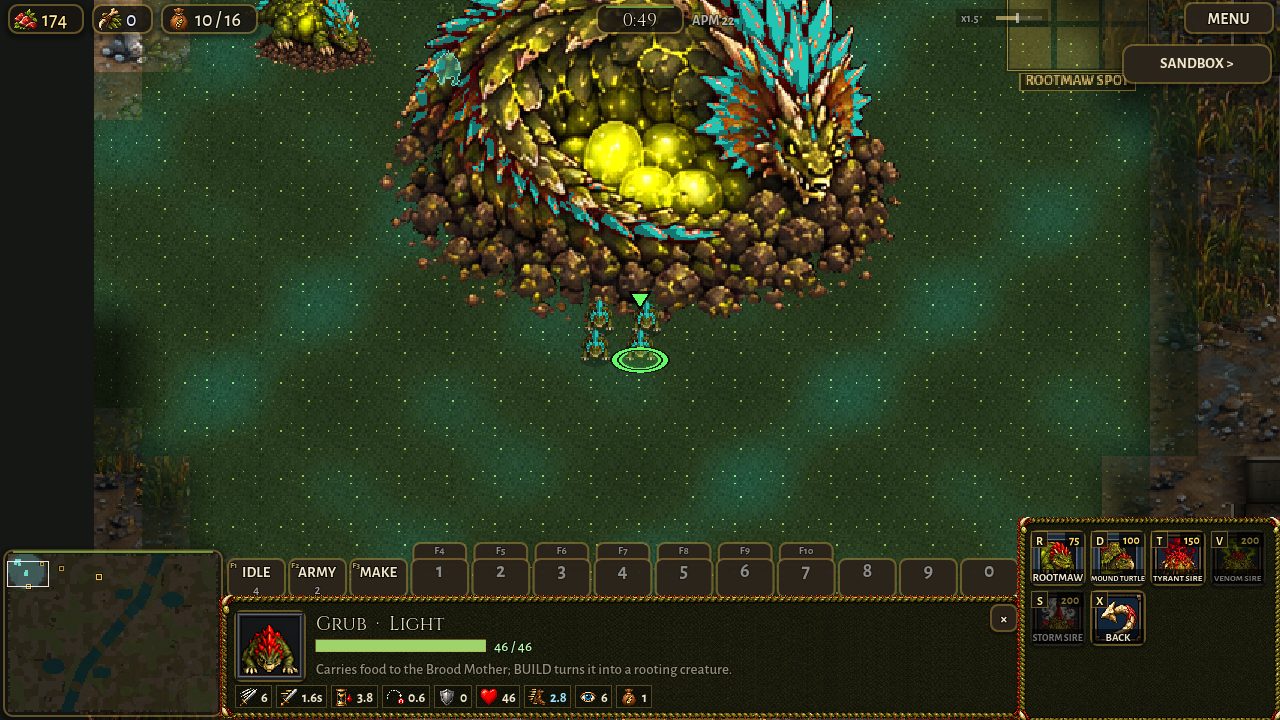 174
0
10 / 16
0:49
APM 22
x1.5
MENU
SANDBOX >
ROOTMAW SPOT
F1 IDLE 4
F2 ARMY 2
MAKE
F4 1
F5 2
F6 3
F7 4
F8 5
F9 6
F10 7
8
9
0
GRUB · LIGHT
×
46 / 46
Carries food to the Brood Mother; BUILD turns it into a rooting creature.
6
1.6s
3.8
0.6
0
46
2.8
6
1
R 75 ROOTMAW
D 100 MOUND TURTLE
T 150 TYRANT SIRE
V 200 VENOM SIRE
S 200 STORM SIRE
X BACK